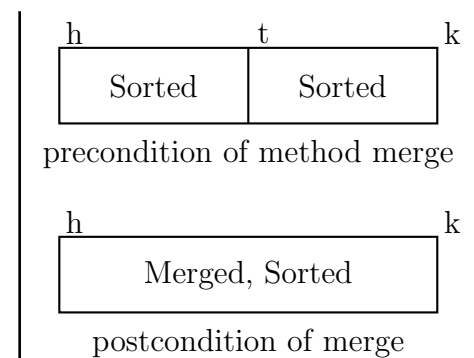 h t k
Sorted Sorted
precondition of method merge
h k
Merged, Sorted
postcondition of merge